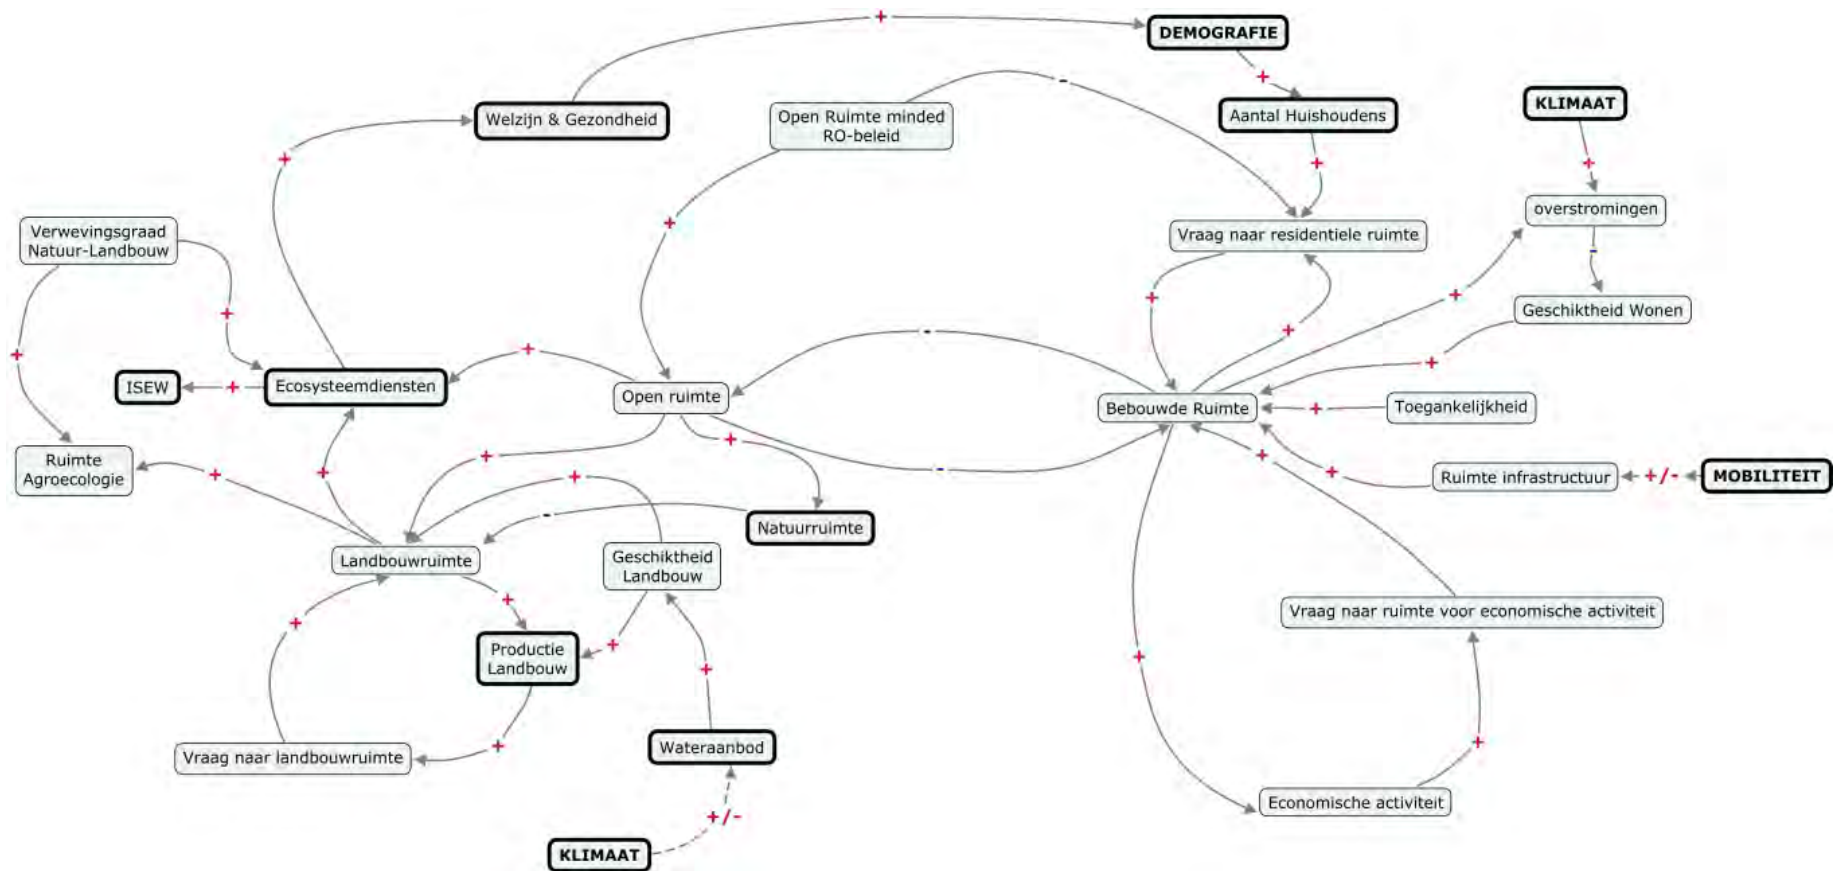 +
DEMOGRAFIE
-
+
KLIMAAT
Welzijn & Gezondheid
Open Ruimte minded
RO-beleid
Aantal Huishoudens
+
+
+
overstromingen
+
Verwevingsgraad
Natuur-Landbouw
Vraag naar residentiele ruimte
-
+
+
+
Geschiktheid Wonen
+
-
+
+
+
+
ISEW
+
Ecosysteemdiensten
Open ruimte
Bebouwde Ruimte
+
Toegankelijkheid
+
+
+
Ruimte
Agroecologie
+
+
+
-
+
Ruimte infrastructuur
+/-
MOBILITEIT
-
Natuurruimte
Landbouwruimte
Geschiktheid
Landbouw
+
Vraag naar ruimte voor economische activiteit
+
+
Productie
Landbouw
+
+
+
+
Vraag naar landbouwruimte
Wateraanbod
Economische activiteit
+/-
KLIMAAT